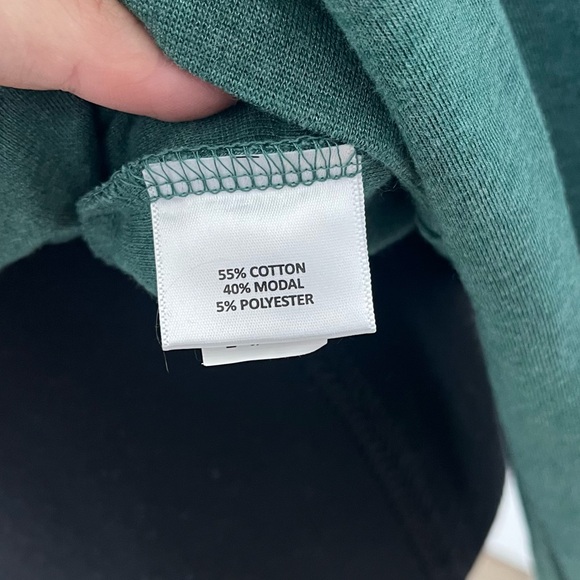 55% COTTON
40% MODAL
5% POLYESTER